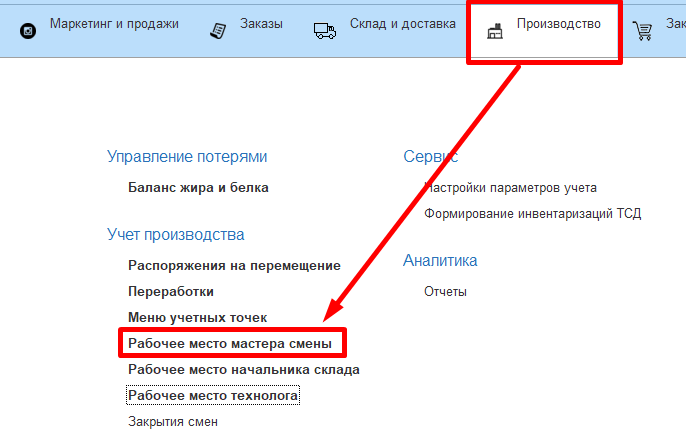 Маркетинг и продажи
Заказы
Склад и доставка
Производство
Зак
Управление потерями
Баланс жира и белка
Учет производства
Распоряжения на перемещение
Переработки
Меню учетных точек
Рабочее место мастера смены
Рабочее место начальника склада
Рабочее место технолога
Закрытия смен
Сервис
Настройки параметров учета
Формирование инвентаризаций ТСД
Аналитика
Отчеты